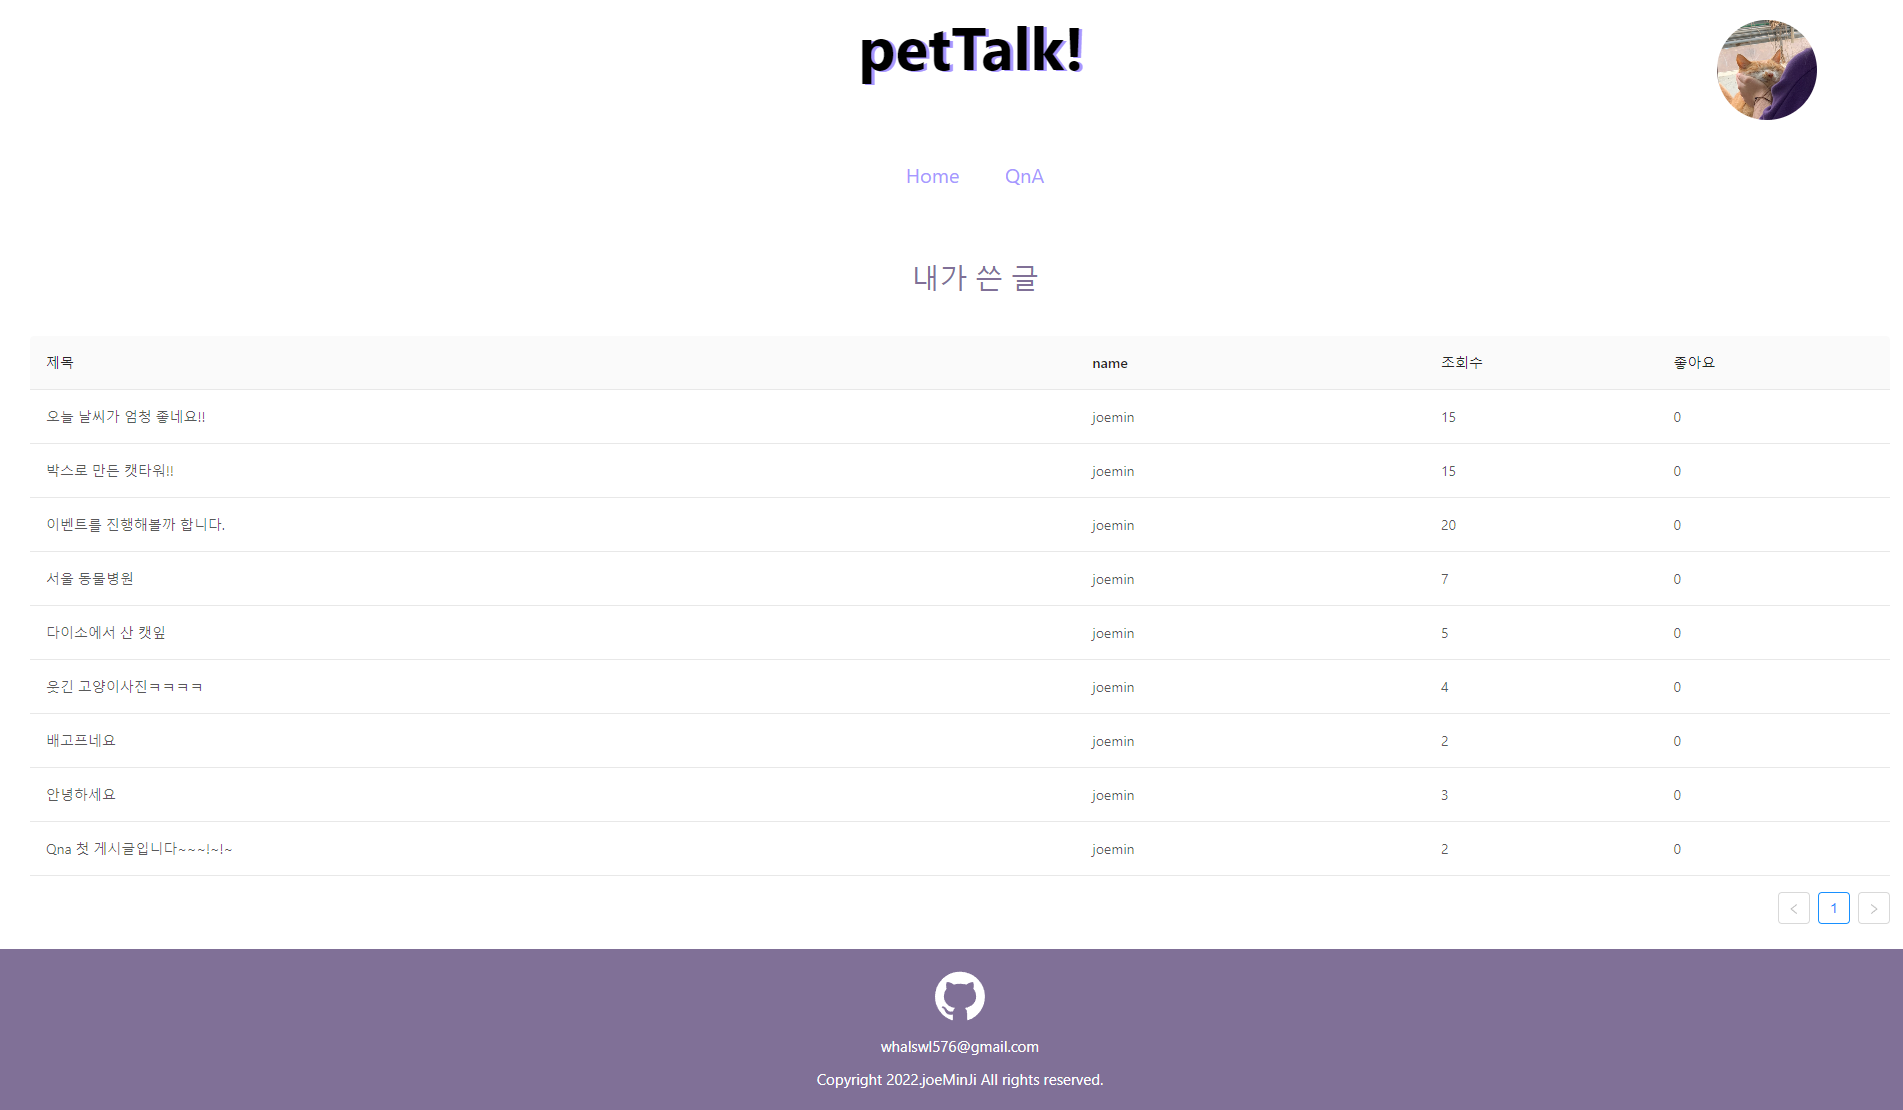 petTalk!
Home QnA
내가 쓴 글
제목 name 조회수 좋아요
오늘 날씨가 엄청 좋네요!! joemin 15 0
박스로 만든 캣타워!! joemin 15 0
이벤트를 진행해볼까 합니다. joemin 20 0
서울 동물병원 joemin 7 0
다이소에서 산 캣잎 joemin 5 0
웃긴 고양이사진ㅋㅋㅋㅋ joemin 4 0
배고프네요 joemin 2 0
안녕하세요 joemin 3 0
Qna 첫 게시글입니다~~~!~!~ joemin 2 0
< 1 >
whalswl576@gmail.com
Copyright 2022.joeMinJi All rights reserved.